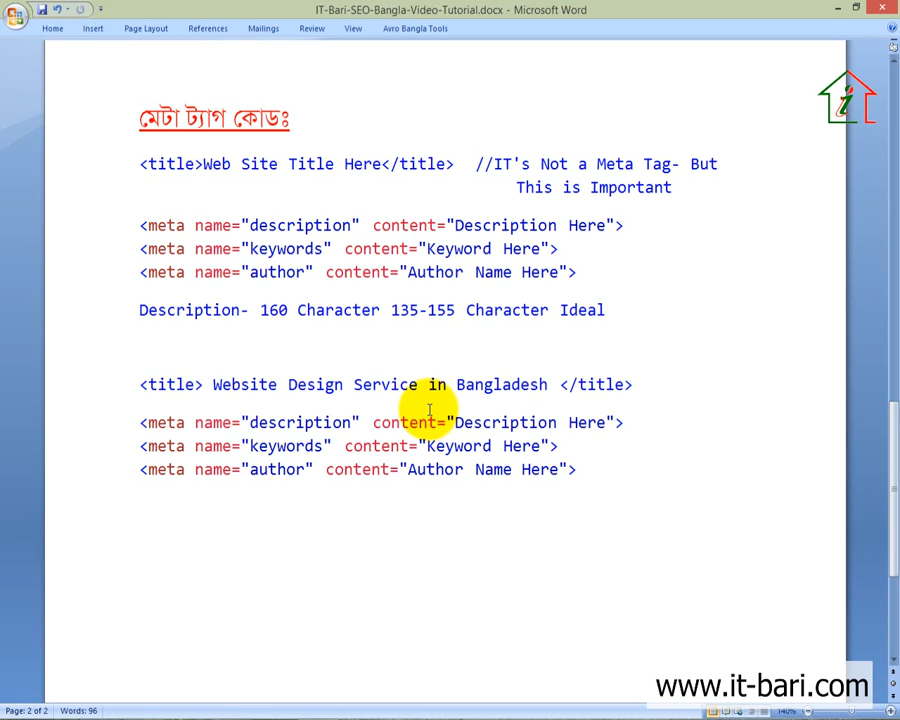 IT-Bari-SEO-Bangla-Video-Tutorial.docx - Microsoft Word
Home Insert Page Layout References Mailings Review View Avro Bangla Tools
মেটা ট্যাগ কোডঃ
<title>Web Site Title Here</title> //IT's Not a Meta Tag- But
This is Important
<meta name="description" content="Description Here">
<meta name="keywords" content="Keyword Here">
<meta name="author" content="Author Name Here">
Description- 160 Character 135-155 Character Ideal
<title> Website Design Service in Bangladesh </title>
<meta name="description" content="Description Here">
<meta name="keywords" content="Keyword Here">
<meta name="author" content="Author Name Here">
www.it-bari.com
Page: 2 of 2 Words: 96 140%